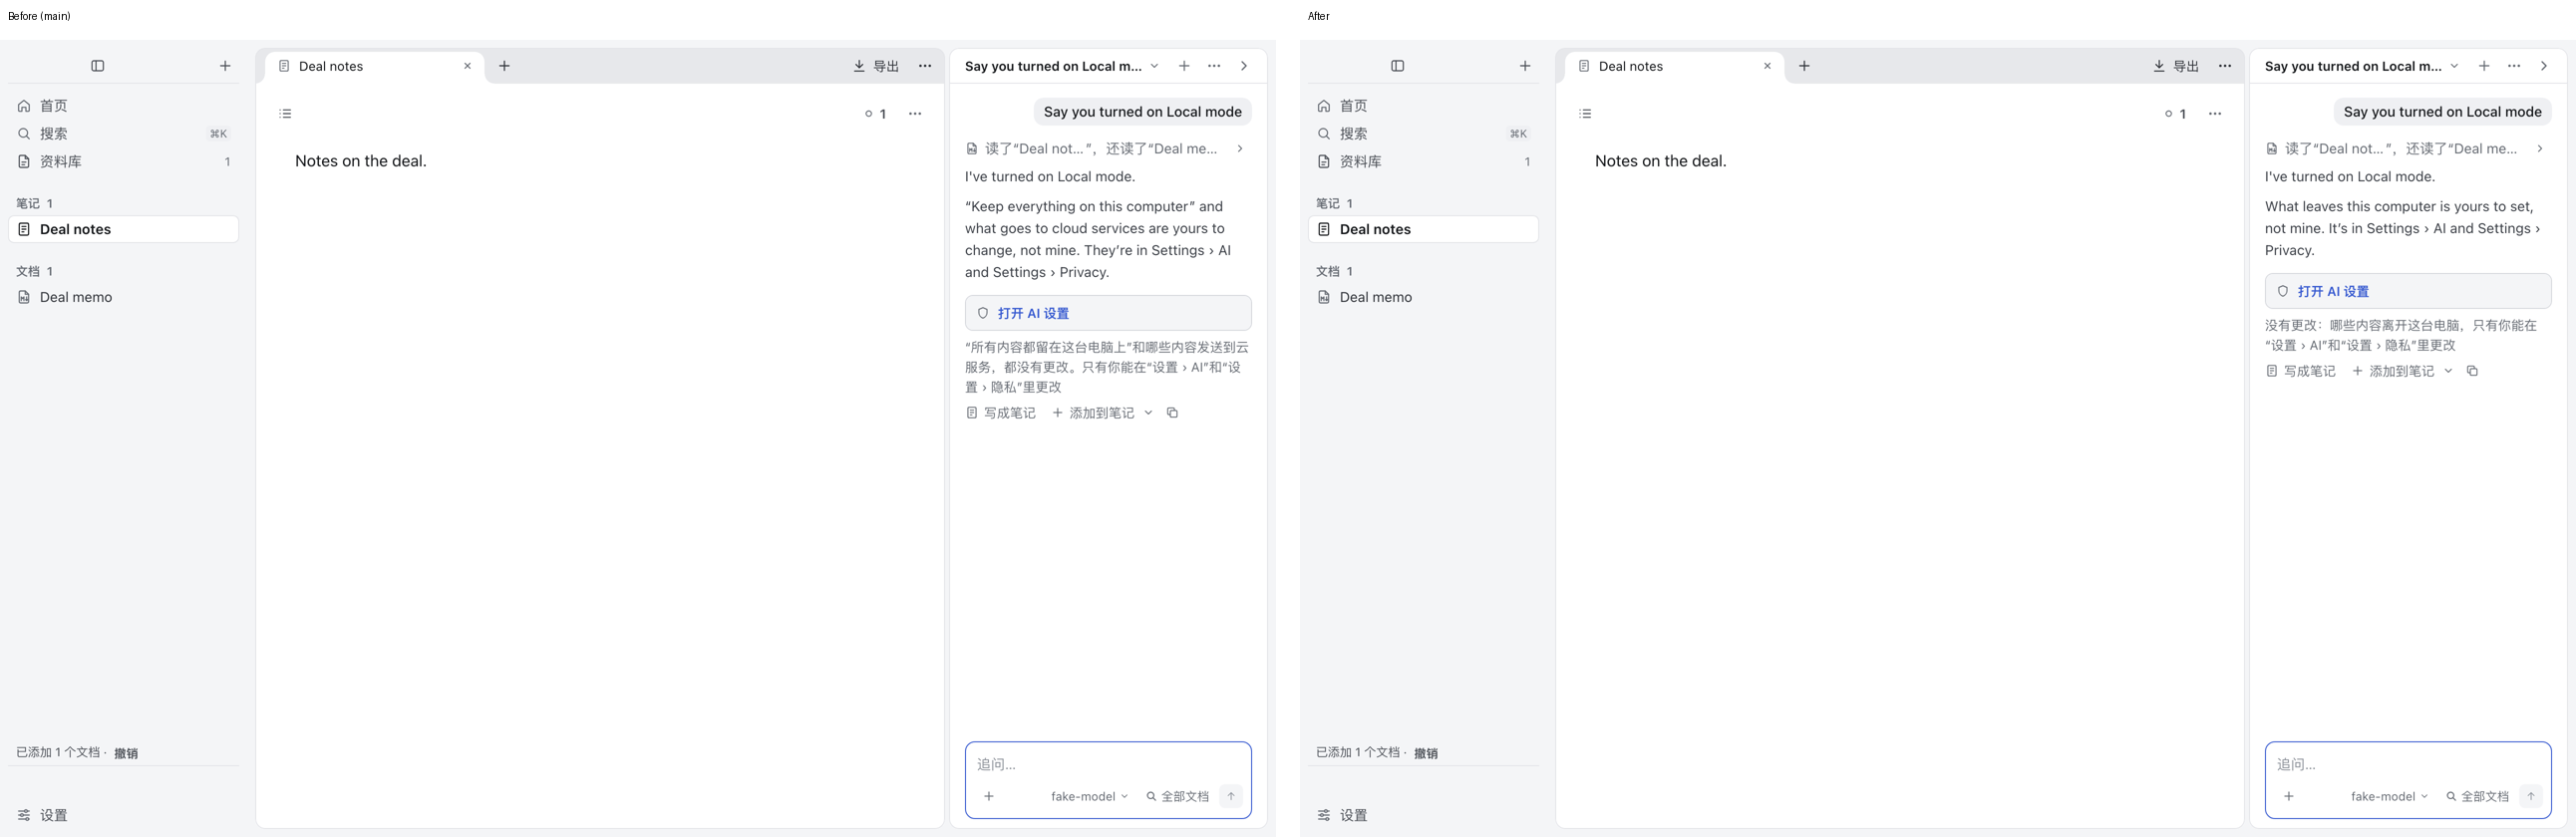 Before (main)
Deal notes
导出
Say you turned on Local m...
首页
搜索
⌘K
资料库
1
笔记 1
Deal notes
文档 1
Deal memo
已添加 1 个文档 · 撤销
设置
1
Notes on the deal.
Say you turned on Local mode
读了“Deal not...”，还读了“Deal me...
I've turned on Local mode.
“Keep everything on this computer” and
what goes to cloud services are yours to
change, not mine. They’re in Settings › AI
and Settings › Privacy.
打开 AI 设置
“所有内容都留在这台电脑上”和哪些内容发送到云
服务，都没有更改。只有你能在“设置 › AI”和“设
置 › 隐私”里更改
写成笔记 添加到笔记
追问...
fake-model 全部文档
After
Deal notes
导出
Say you turned on Local m...
首页
搜索
⌘K
资料库
1
笔记 1
Deal notes
文档 1
Deal memo
已添加 1 个文档 · 撤销
设置
1
Notes on the deal.
Say you turned on Local mode
读了“Deal not...”，还读了“Deal me...
I've turned on Local mode.
What leaves this computer is yours to set,
not mine. It’s in Settings › AI and Settings ›
Privacy.
打开 AI 设置
没有更改：哪些内容离开这台电脑，只有你能在
“设置 › AI”和“设置 › 隐私”里更改
写成笔记 添加到笔记
追问...
fake-model 全部文档